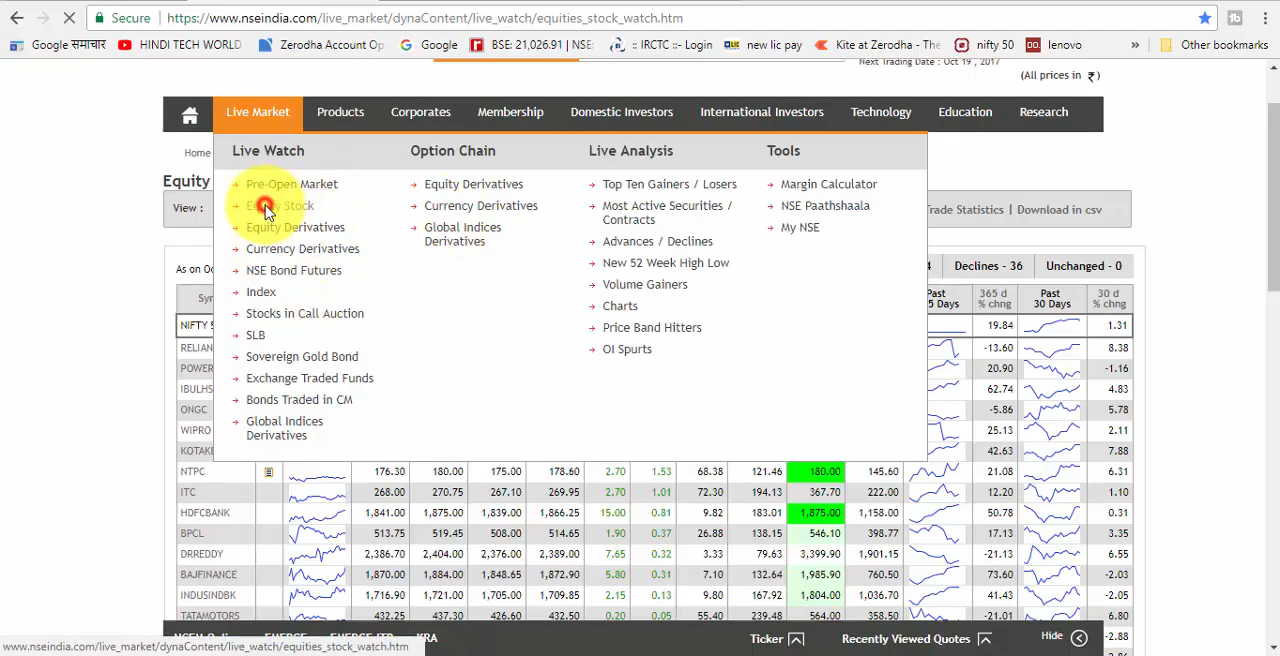 Secure https://www.nseindia.com/live_market/dynaContent/live_watch/equities_stock_watch.htm
Google समाचार HINDI TECH WORLD Zerodha Account Op Google BSE: 21,026.91 | NSE: :: IRCTC ::- Login new lic pay Kite at Zerodha - The nifty 50 DO. lenovo » Other bookmarks
Next Trading Date : Oct 19 , 2017
(All prices in ₹)
Live Market Products Corporates Membership Domestic Investors International Investors Technology Education Research
Home
Live Watch Option Chain Live Analysis Tools
Equity
Pre-Open Market Equity Derivatives Top Ten Gainers / Losers Margin Calculator
Equity Stock Currency Derivatives Most Active Securities / NSE Paathshaala
View : Contracts Trade Statistics | Download in csv
Equity Derivatives Global Indices My NSE
Derivatives
Currency Derivatives Advances / Declines
NSE Bond Futures New 52 Week High Low
As on Oc 4 Declines - 36 Unchanged - 0
Index Volume Gainers
Stocks in Call Auction Charts
Past 365 d Past 30 d
5 Days % chng 30 Days % chng
SLB Price Band Hitters
NIFTY 5 19.84 1.31
Sovereign Gold Bond OI Spurts
RELIAN -13.60 8.38
Exchange Traded Funds
POWER 20.90 -1.16
Bonds Traded in CM
IBULHS 62.74 4.83
Global Indices
Derivatives
ONGC -5.86 5.78
WIPRO 25.13 2.11
KOTAK 42.63 7.88
NTPC 176.30 180.00 175.00 178.60 2.70 1.53 68.38 121.46 180.00 145.60 21.08 6.31
ITC 268.00 270.75 267.10 269.95 2.70 1.01 72.30 194.13 367.70 222.00 12.20 1.10
HDFCBANK 1,841.00 1,875.00 1,839.00 1,866.25 15.00 0.81 9.82 183.01 1,875.00 1,158.00 50.78 0.31
BPCL 513.75 519.45 508.00 514.65 1.90 0.37 26.88 138.15 546.10 398.77 17.13 3.35
DRREDDY 2,386.70 2,404.00 2,376.00 2,389.00 7.65 0.32 3.33 79.63 3,399.90 1,901.15 -21.13 6.55
BAJFINANCE 1,870.00 1,884.00 1,848.65 1,872.90 5.80 0.31 7.10 132.64 1,985.90 760.50 73.60 -2.03
INDUSINDBK 1,716.90 1,721.00 1,705.00 1,709.85 2.15 0.13 9.80 167.92 1,804.00 1,036.70 41.43 -2.05
TATAMOTORS 432.25 437.30 426.60 432.50 0.20 0.05 55.40 239.48 564.00 358.50 -21.01 6.80
KRA Ticker Recently Viewed Quotes Hide -2.88
www.nseindia.com/live_market/dynaContent/live_watch/equities_stock_watch.htm